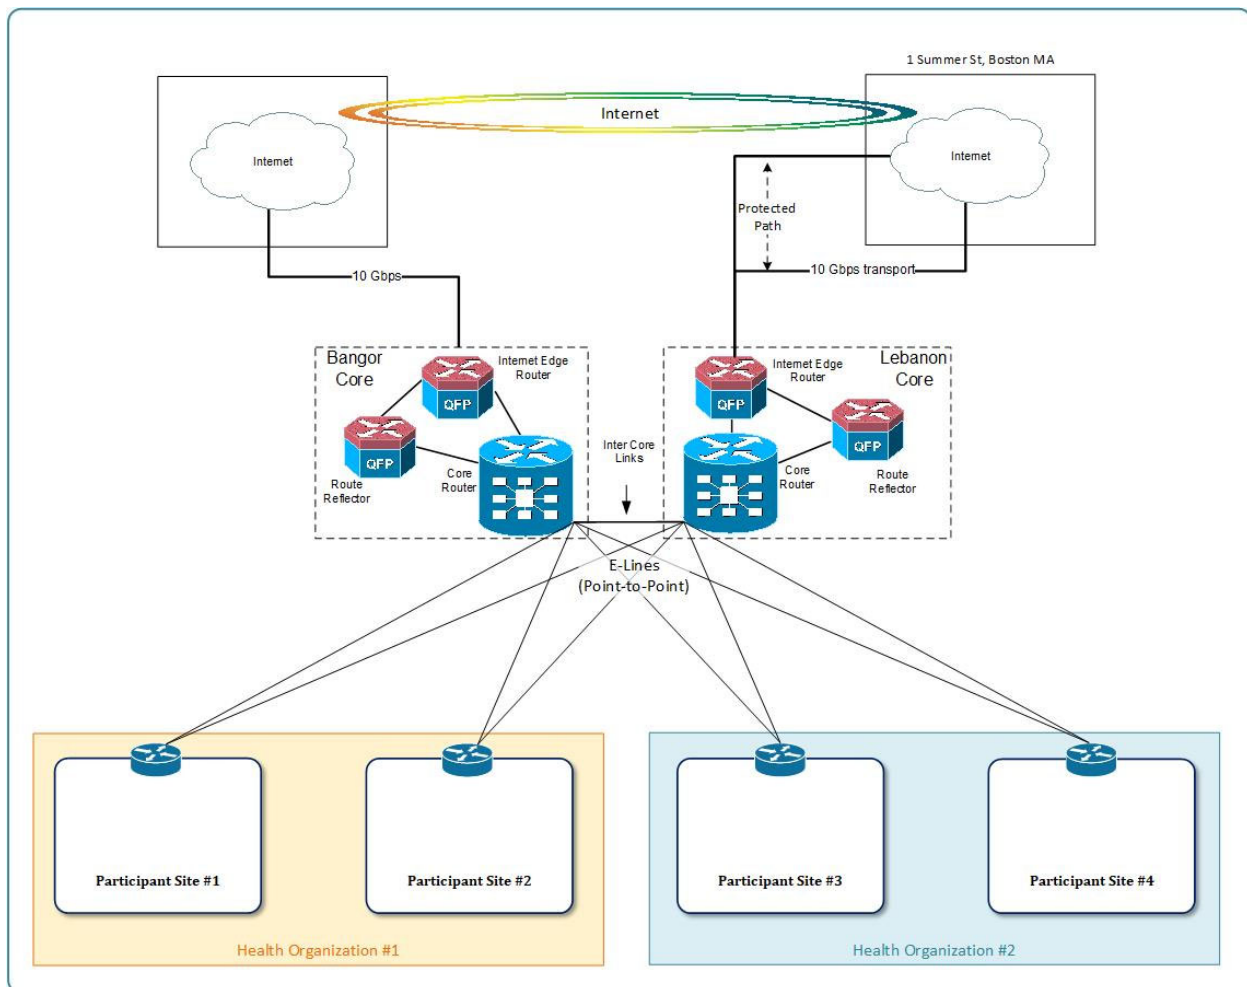 1 Summer St, Boston MA
Internet
Internet
Internet
Protected
Path
10 Gbps
10 Gbps transport
Bangor
Core
Internet Edge
Router
QFP
QFP
Route
Reflector
Core
Router
Inter Core
Links
Lebanon
Core
Internet Edge
Router
QFP
QFP
Core
Router
Route
Reflector
E-Lines
(Point-to-Point)
Participant Site #1
Participant Site #2
Participant Site #3
Participant Site #4
Health Organization #1
Health Organization #2